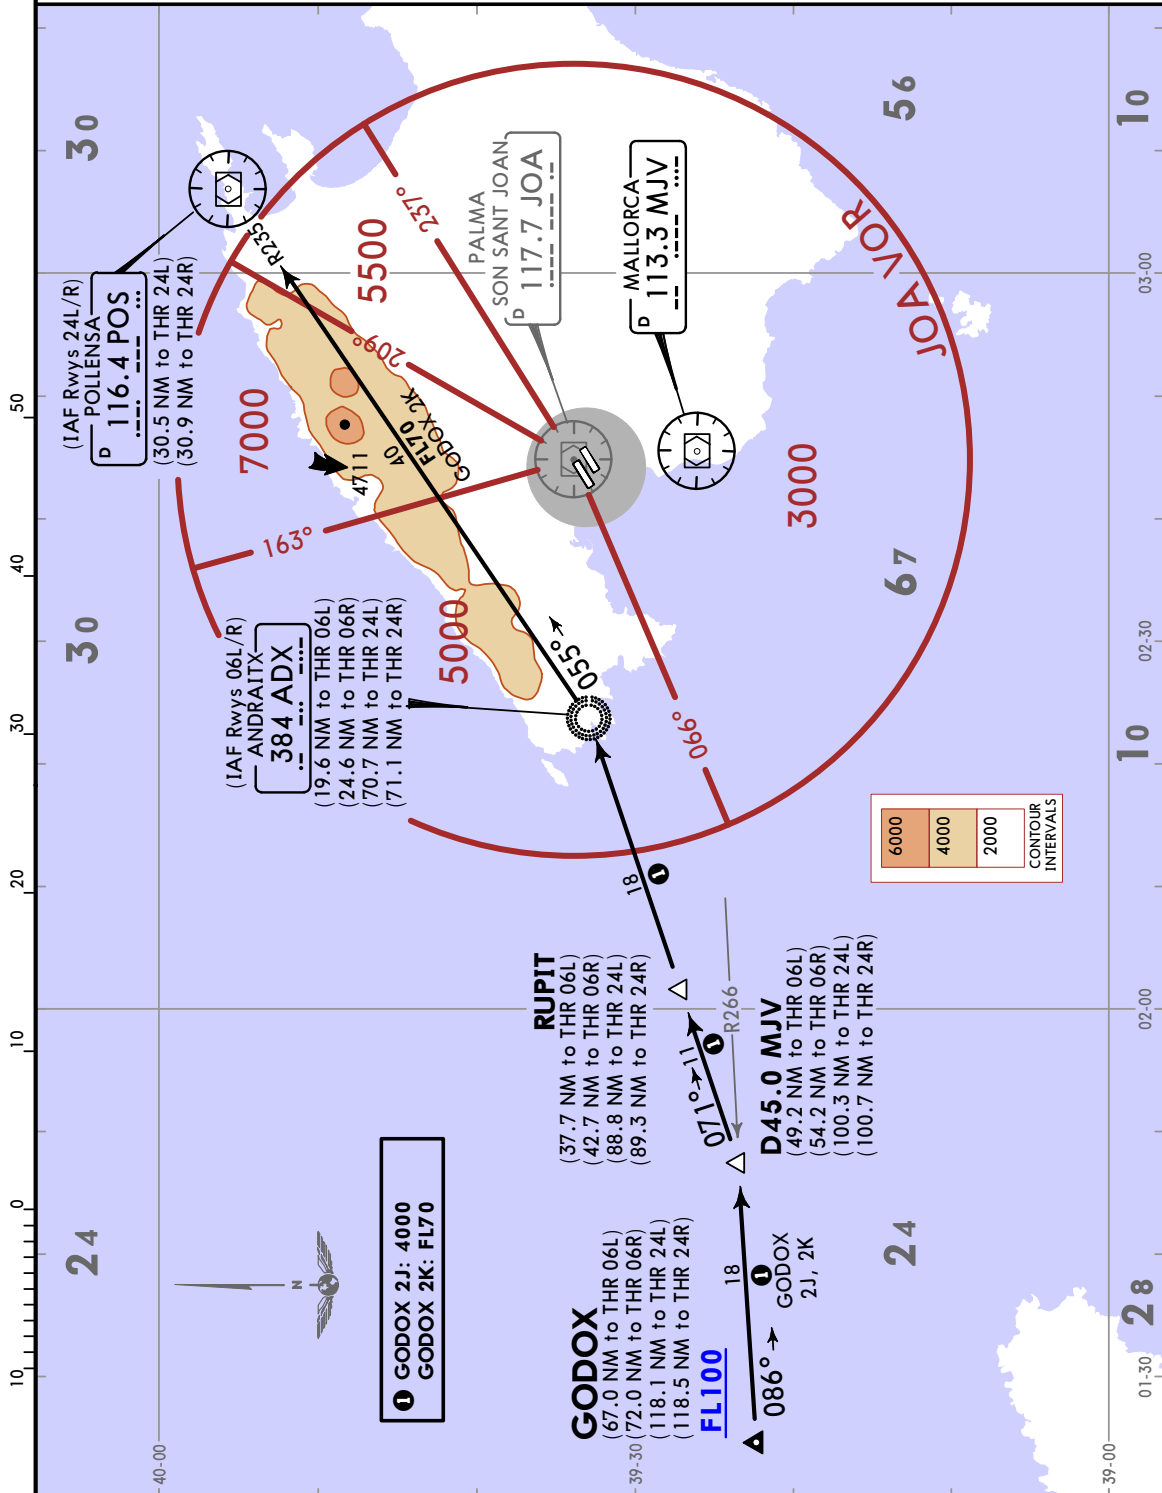 (IAF Rwys 24L/R)
POLLENSA
D
116.4 POS
(30.5 NM to THR 24L)
(30.9 NM to THR 24R)
(IAF Rwys 06L/R)
ANDRAITX
384 ADX
(19.6 NM to THR 06L)
(24.6 NM to THR 06R)
(70.7 NM to THR 24L)
(71.1 NM to THR 24R)
PALMA
SON SANT JOAN
D
117.7 JOA
MALLORCA
D
113.3 MJV
JOA VOR
7000
5500
5000
3000
163°
209°
237°
066°
R235
4711
40
FL70
GODOX 2K
055°
18
1
RUPIT
(37.7 NM to THR 06L)
(42.7 NM to THR 06R)
(88.8 NM to THR 24L)
(89.3 NM to THR 24R)
071°
11
1
R266
D45.0 MJV
(49.2 NM to THR 06L)
(54.2 NM to THR 06R)
(100.3 NM to THR 24L)
(100.7 NM to THR 24R)
18
1
GODOX
2J, 2K
086°
GODOX
(67.0 NM to THR 06L)
(72.0 NM to THR 06R)
(118.1 NM to THR 24L)
(118.5 NM to THR 24R)
FL100
1 GODOX 2J: 4000
GODOX 2K: FL70
N
6000
4000
2000
CONTOUR
INTERVALS
10
0
10
20
30
40
50
24
30
30
24
67
56
28
10
10
40-00
39-30
39-00
01-30
02-00
02-30
03-00